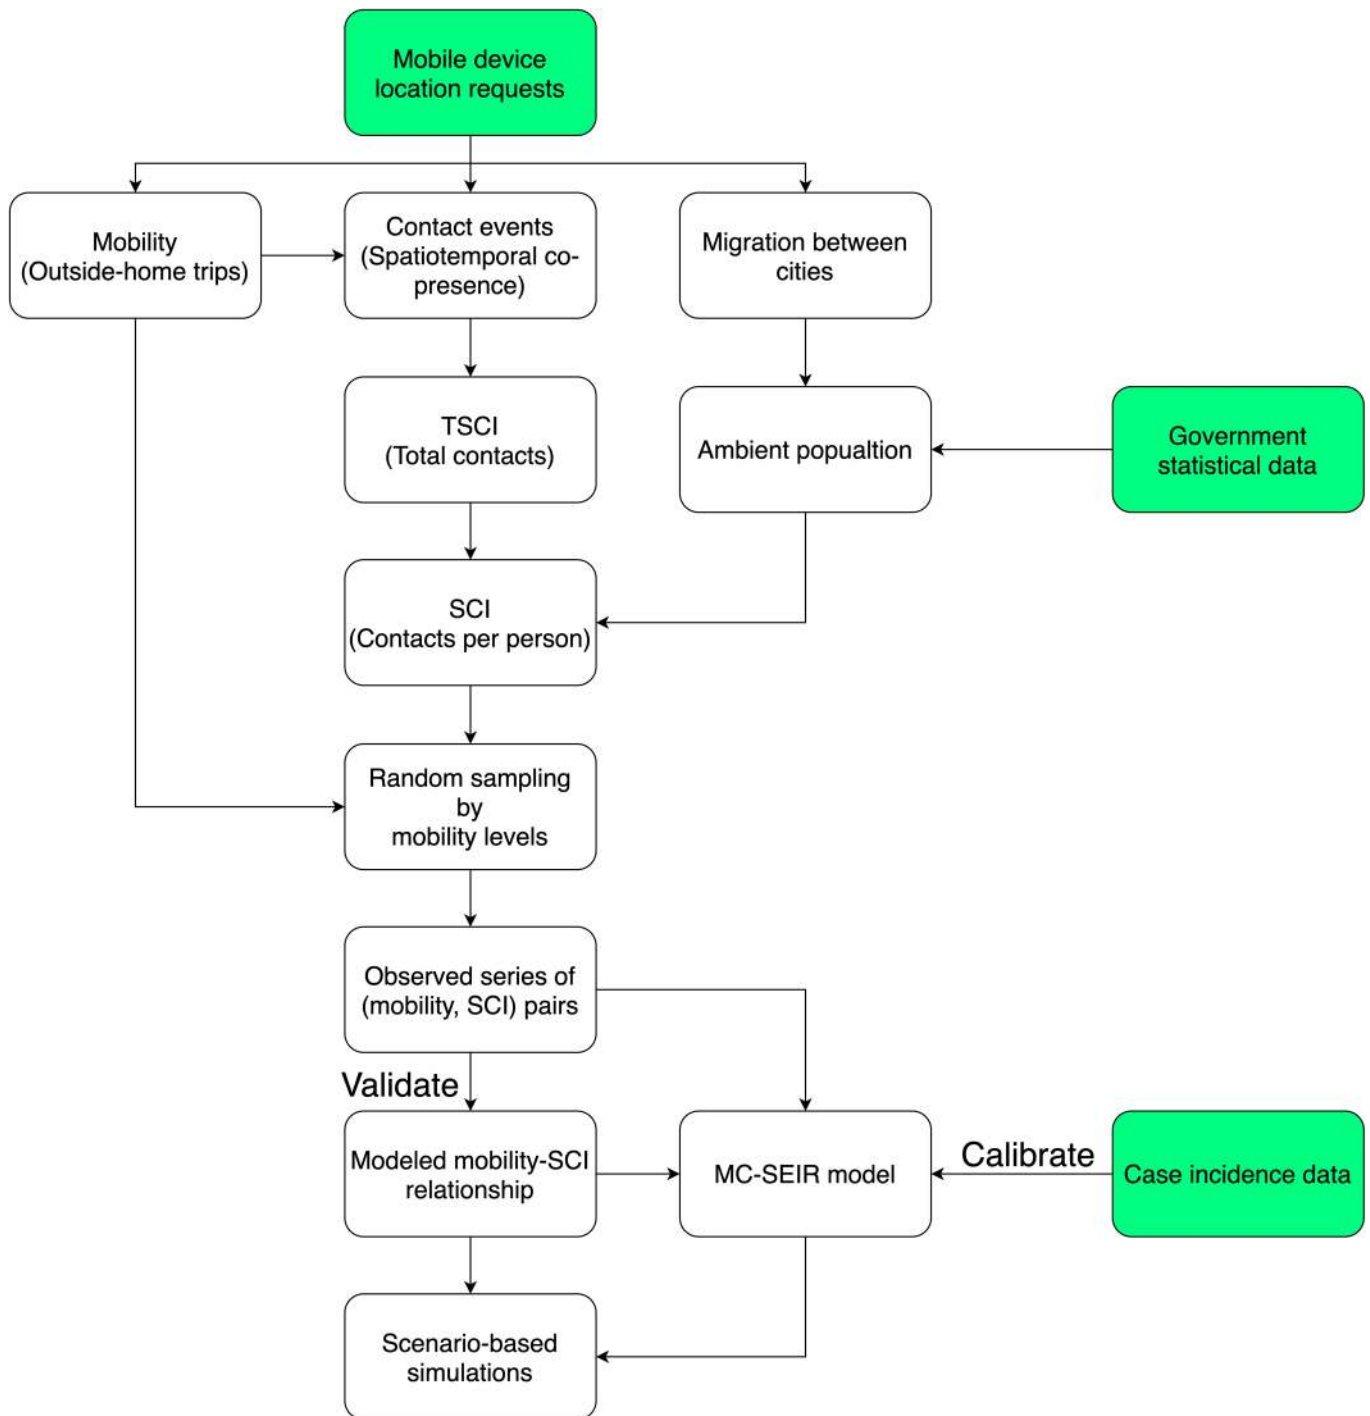 Mobile device
location requests
Mobility
(Outside-home trips)
Contact events
(Spatiotemporal co-
presence)
Migration between
cities
TSCI
(Total contacts)
Ambient popualtion
Government
statistical data
SCI
(Contacts per person)
Random sampling
by
mobility levels
Observed series of
(mobility, SCI) pairs
Validate
Modeled mobility-SCI
relationship
MC-SEIR model
Calibrate
Case incidence data
Scenario-based
simulations